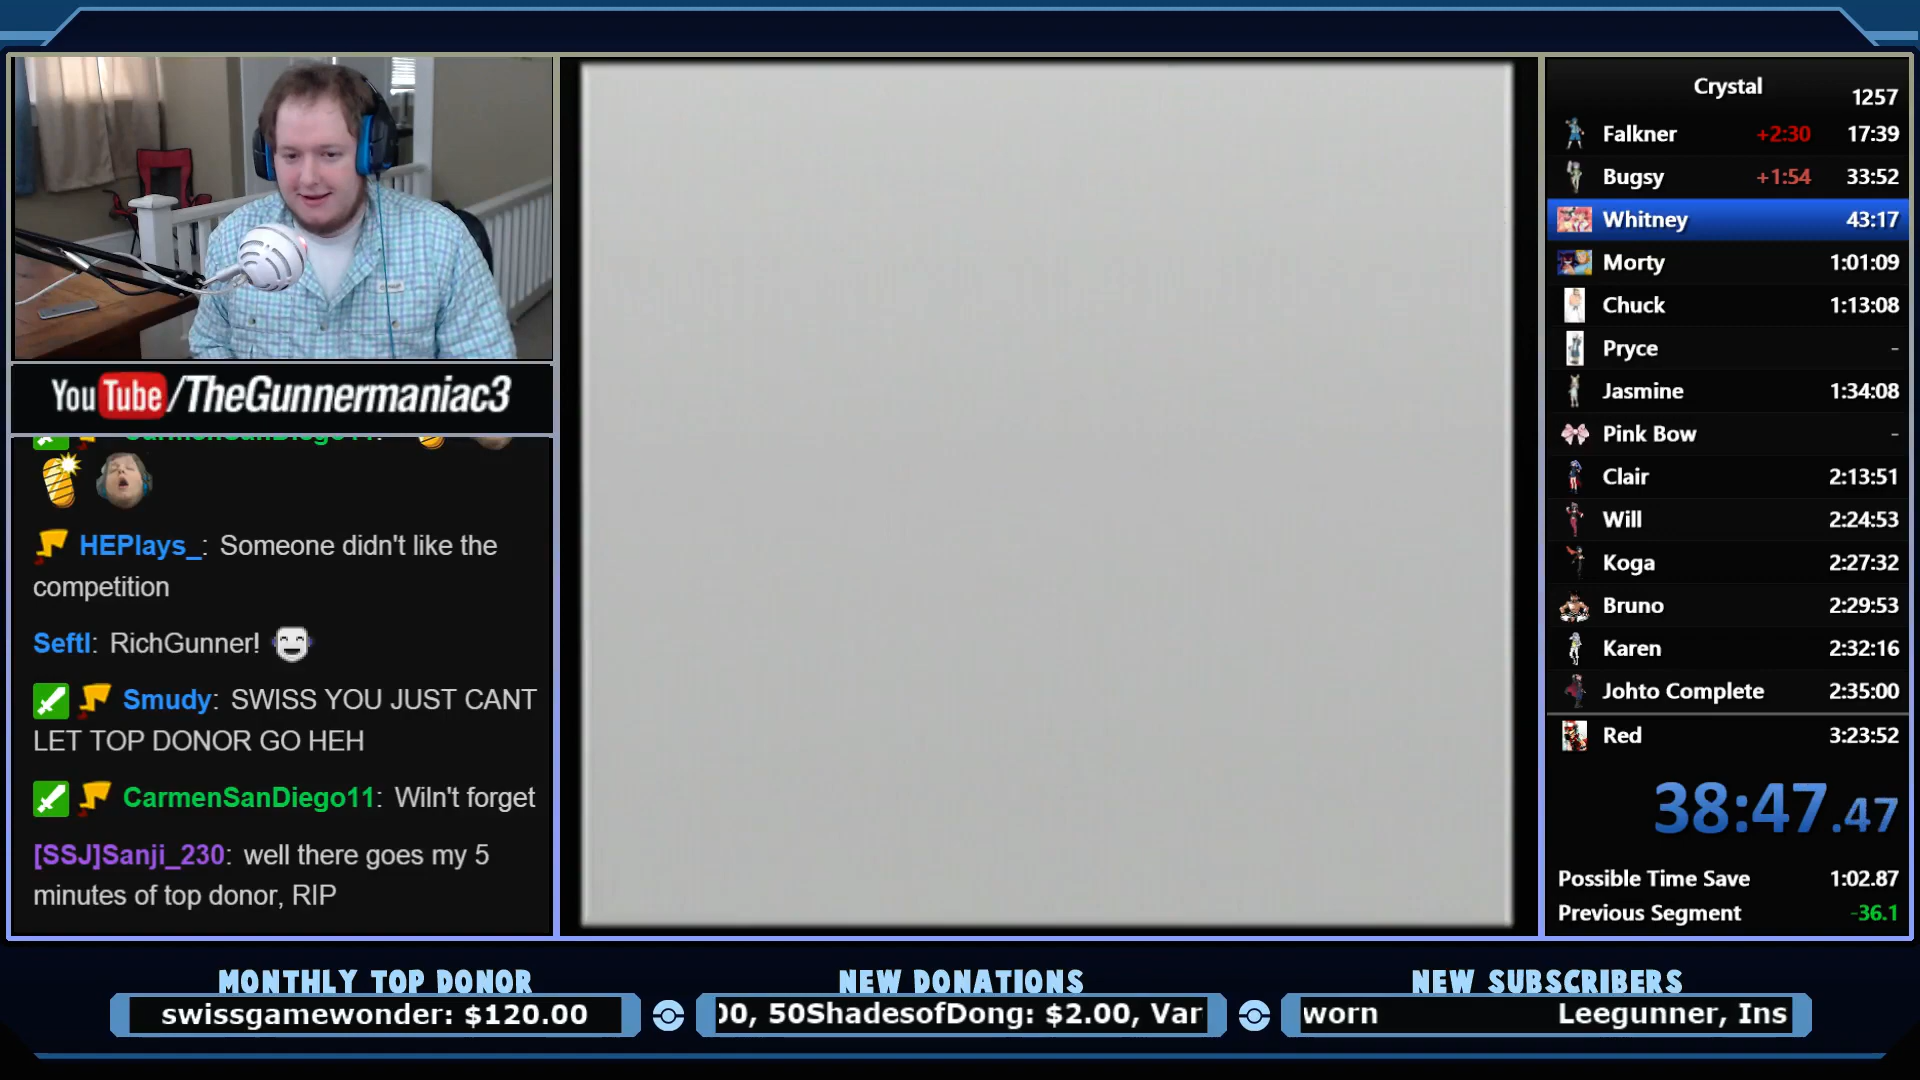 YouTube/TheGunnermaniac3
HEPlays_: Someone didn't like the
competition
Seftl: RichGunner!
Smudy: SWISS YOU JUST CANT
LET TOP DONOR GO HEH
CarmenSanDiego11: Wiln't forget
[SSJ]Sanji_230: well there goes my 5
minutes of top donor, RIP
Crystal
1257
Falkner +2:30 17:39
Bugsy +1:54 33:52
Whitney 43:17
Morty 1:01:09
Chuck 1:13:08
Pryce -
Jasmine 1:34:08
Pink Bow -
Clair 2:13:51
Will 2:24:53
Koga 2:27:32
Bruno 2:29:53
Karen 2:32:16
Johto Complete 2:35:00
Red 3:23:52
38:47.47
Possible Time Save 1:02.87
Previous Segment -36.1
MONTHLY TOP DONOR
swissgamewonder: $120.00
NEW DONATIONS
00, 50ShadesofDong: $2.00, Var
NEW SUBSCRIBERS
worn Leegunner, Ins